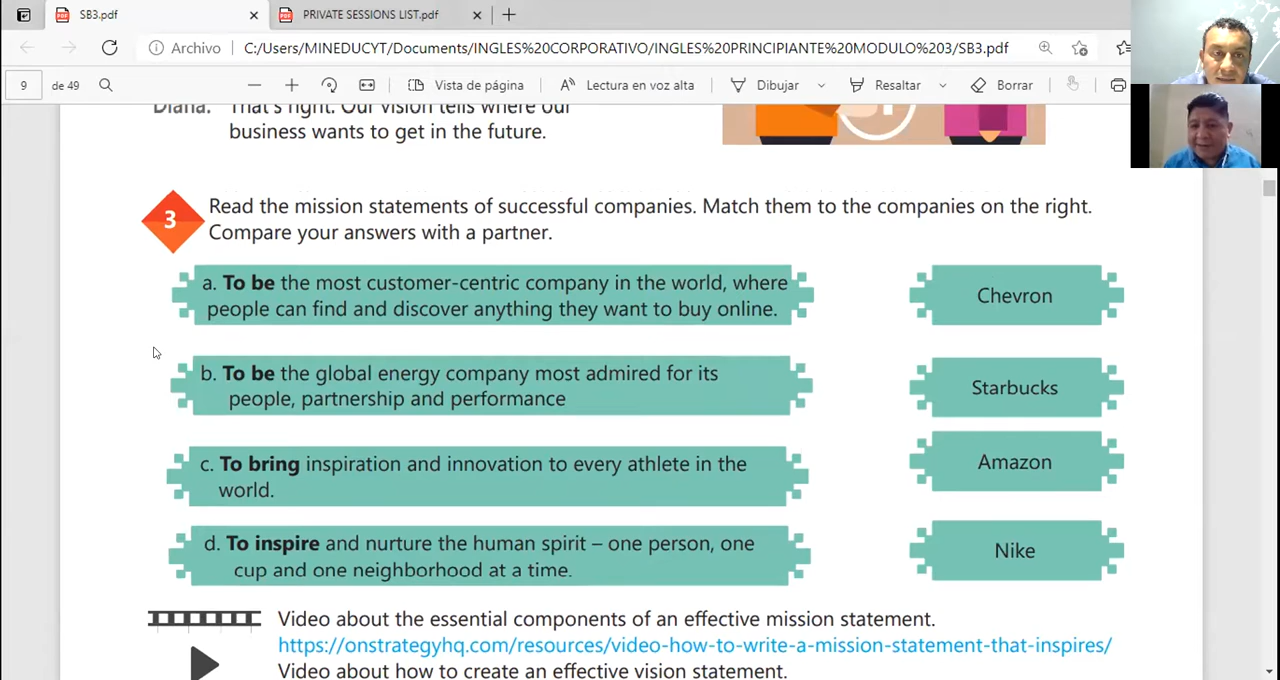 SB3.pdf
PRIVATE SESSIONS LIST.pdf
Archivo
C:/Users/MINEDUCYT/Documents/INGLES%20CORPORATIVO/INGLES%20PRINCIPIANTE%20MODULO%203/SB3.pdf
9 de 49
Vista de página
Lectura en voz alta
Dibujar
Resaltar
Borrar
Diana: That's right. Our vision tells where our
business wants to get in the future.
3
Read the mission statements of successful companies. Match them to the companies on the right.
Compare your answers with a partner.
a. To be the most customer-centric company in the world, where
people can find and discover anything they want to buy online.
Chevron
b. To be the global energy company most admired for its
people, partnership and performance
Starbucks
c. To bring inspiration and innovation to every athlete in the
world.
Amazon
d. To inspire and nurture the human spirit – one person, one
cup and one neighborhood at a time.
Nike
Video about the essential components of an effective mission statement.
https://onstrategyhq.com/resources/video-how-to-write-a-mission-statement-that-inspires/
Video about how to create an effective vision statement.